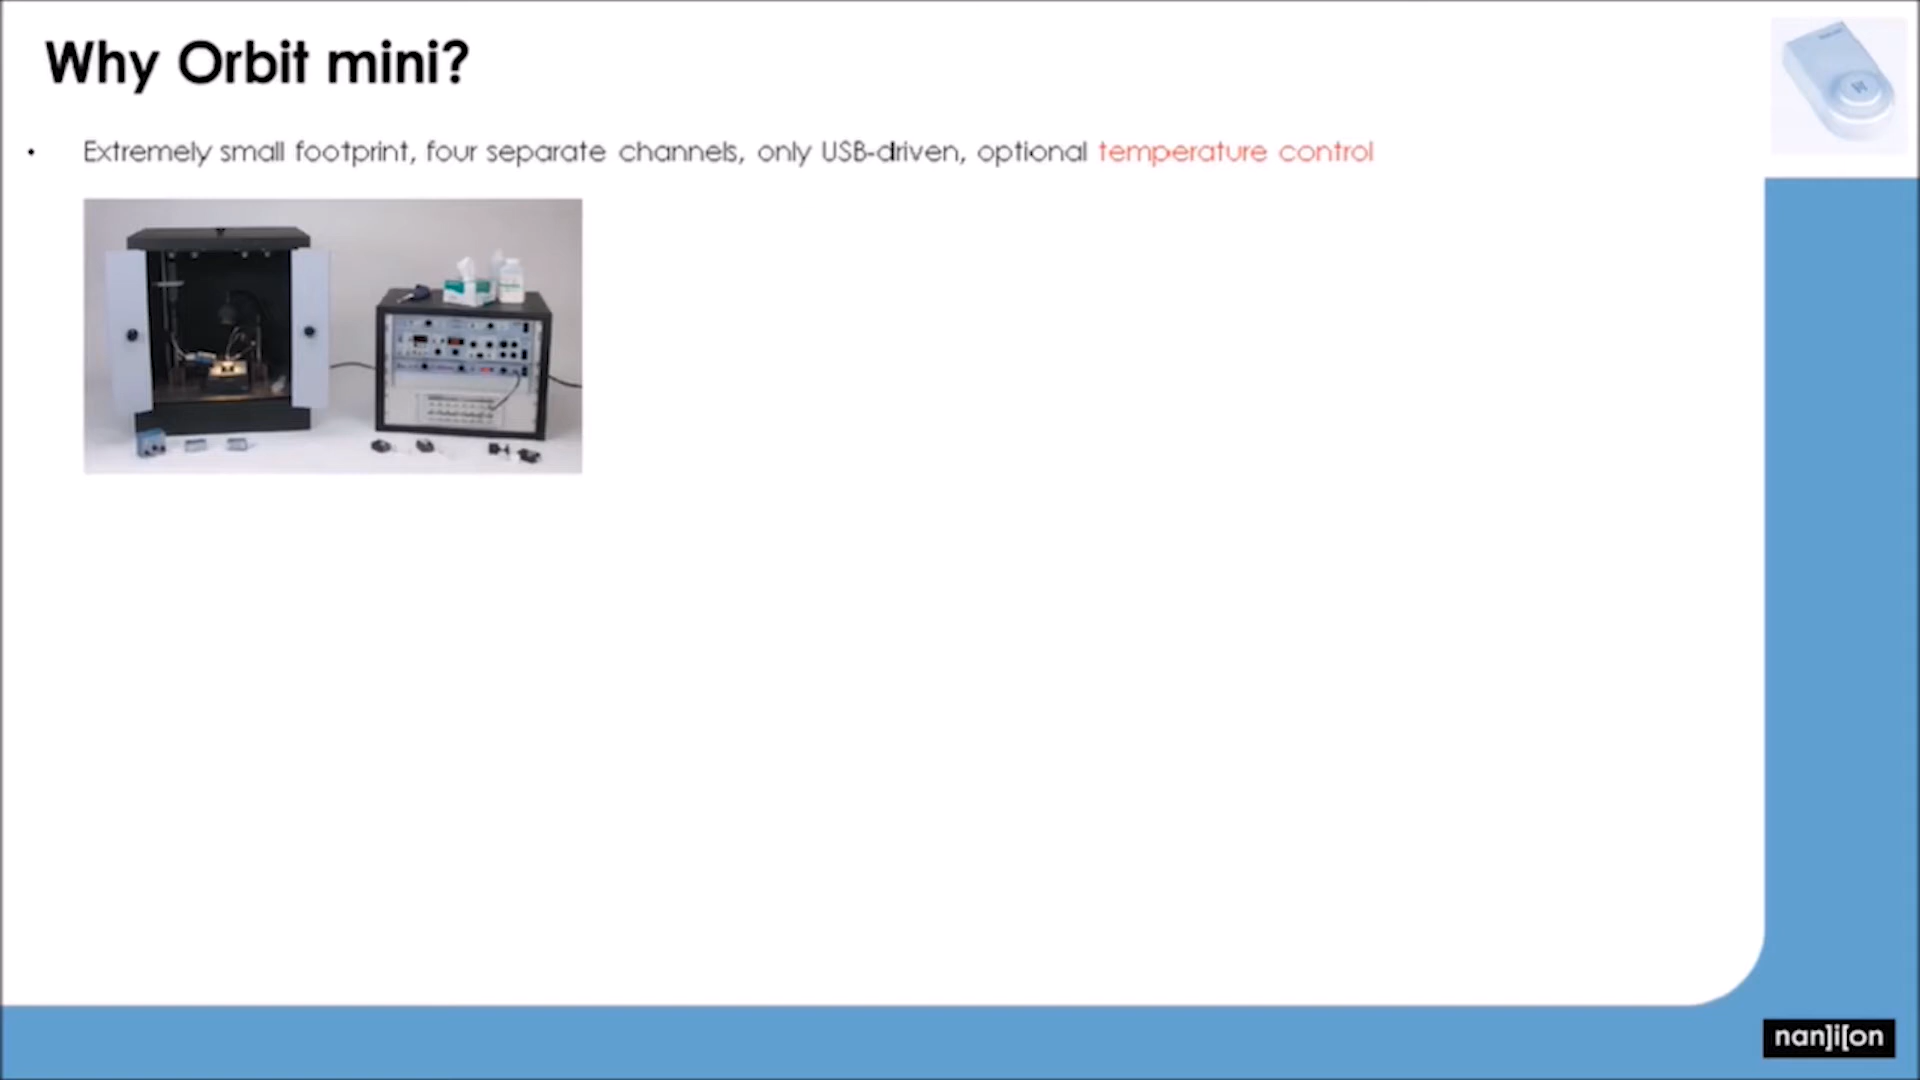 Why Orbit mini?
• Extremely small footprint, four separate channels, only USB-driven, optional temperature control
nan]i[on